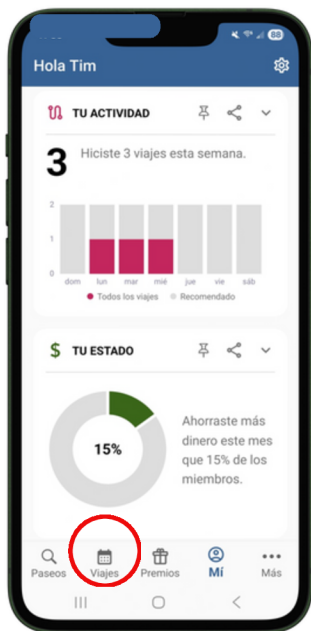 88
Hola Tim
TU ACTIVIDAD
3 Hiciste 3 viajes esta semana.
2
1
0
dom lun mar mié jue vie sáb
Todos los viajes Recomendado
$ TU ESTADO
15%
Ahorraste más
dinero este mes
que 15% de los
miembros.
Paseos Viajes Premios Mí Más